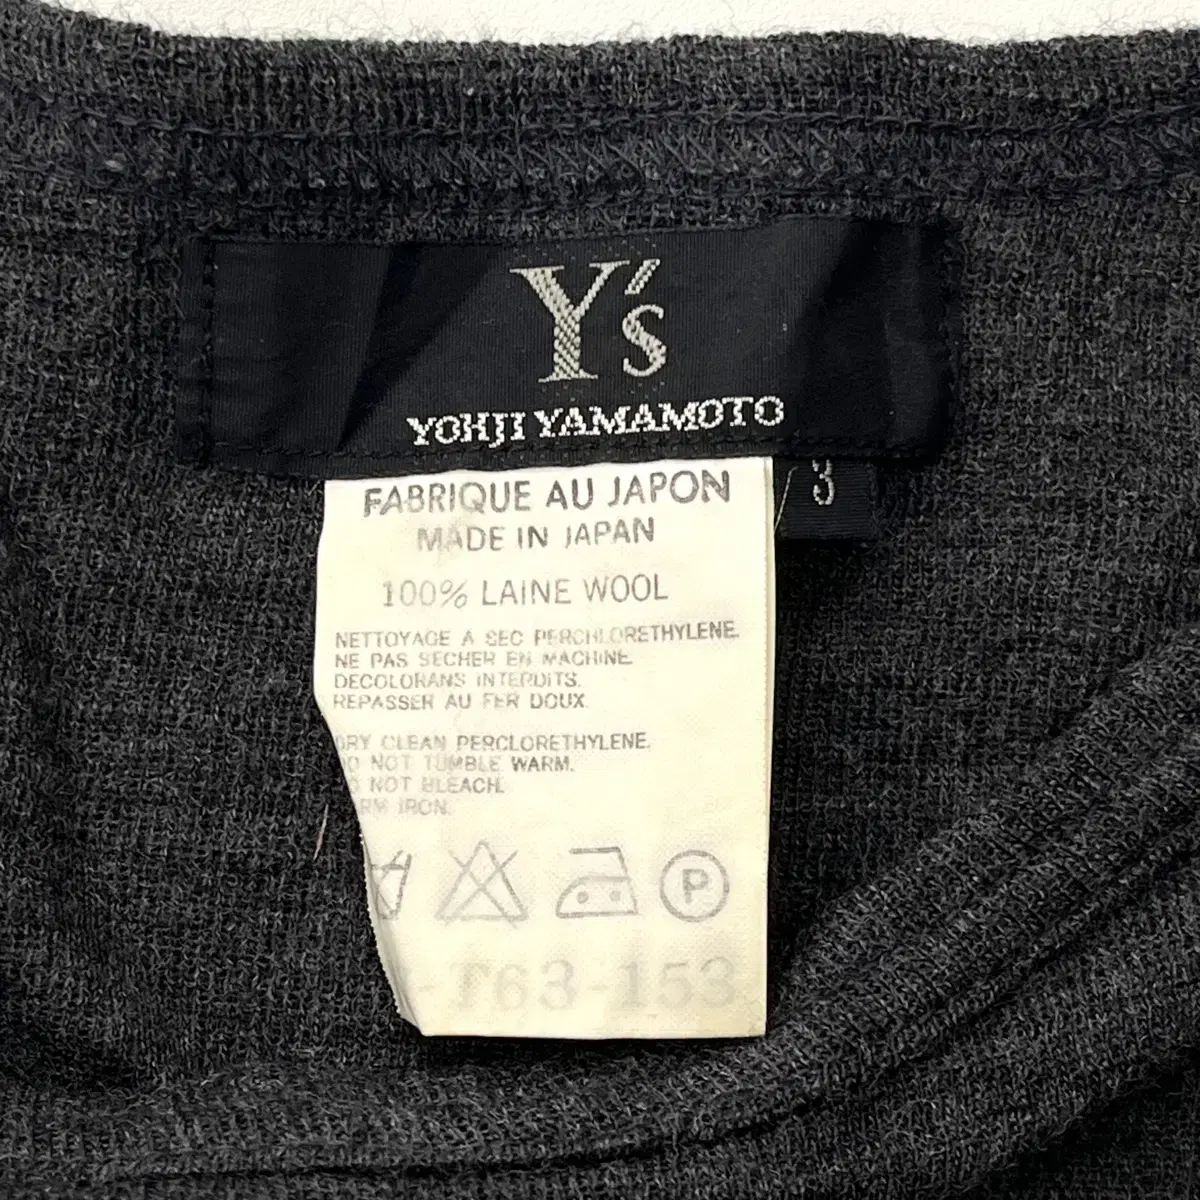 Y's
YOHJI YAMAMOTO
3
FABRIQUE AU JAPON
MADE IN JAPAN
100% LAINE WOOL
NETTOYAGE A SEC PERCHLORETHYLENE.
NE PAS SECHER EN MACHINE.
DECOLORANS INTERDITS.
REPASSER AU FER DOUX.
DRY CLEAN PERCLORETHYLENE.
NOT TUMBLE WARM.
NOT BLEACH.
IRON.
P
-T63-153